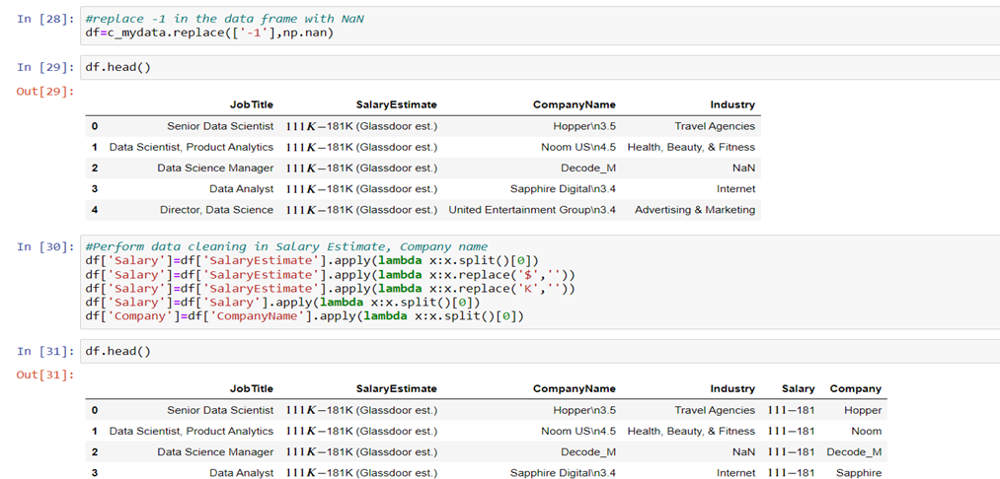 In [28]: #replace -1 in the data frame with NaN
df=c_mydata.replace(['-1'],np.nan)
In [29]: df.head()
Out[29]:
JobTitle SalaryEstimate CompanyName Industry
0 Senior Data Scientist 111K−181K (Glassdoor est.) Hopper\n3.5 Travel Agencies
1 Data Scientist, Product Analytics 111K−181K (Glassdoor est.) Noom US\n4.5 Health, Beauty, & Fitness
2 Data Science Manager 111K−181K (Glassdoor est.) Decode_M NaN
3 Data Analyst 111K−181K (Glassdoor est.) Sapphire Digital\n3.4 Internet
4 Director, Data Science 111K−181K (Glassdoor est.) United Entertainment Group\n3.4 Advertising & Marketing
In [30]: #Perform data cleaning in Salary Estimate, Company name
df['Salary']=df['SalaryEstimate'].apply(lambda x:x.split()[0])
df['Salary']=df['SalaryEstimate'].apply(lambda x:x.replace('$',''))
df['Salary']=df['SalaryEstimate'].apply(lambda x:x.replace('K',''))
df['Salary']=df['Salary'].apply(lambda x:x.split()[0])
df['Company']=df['CompanyName'].apply(lambda x:x.split()[0])
In [31]: df.head()
Out[31]:
JobTitle SalaryEstimate CompanyName Industry Salary Company
0 Senior Data Scientist 111K−181K (Glassdoor est.) Hopper\n3.5 Travel Agencies 111−181 Hopper
1 Data Scientist, Product Analytics 111K−181K (Glassdoor est.) Noom US\n4.5 Health, Beauty, & Fitness 111−181 Noom
2 Data Science Manager 111K−181K (Glassdoor est.) Decode_M NaN 111−181 Decode_M
3 Data Analyst 111K−181K (Glassdoor est.) Sapphire Digital\n3.4 Internet 111−181 Sapphire